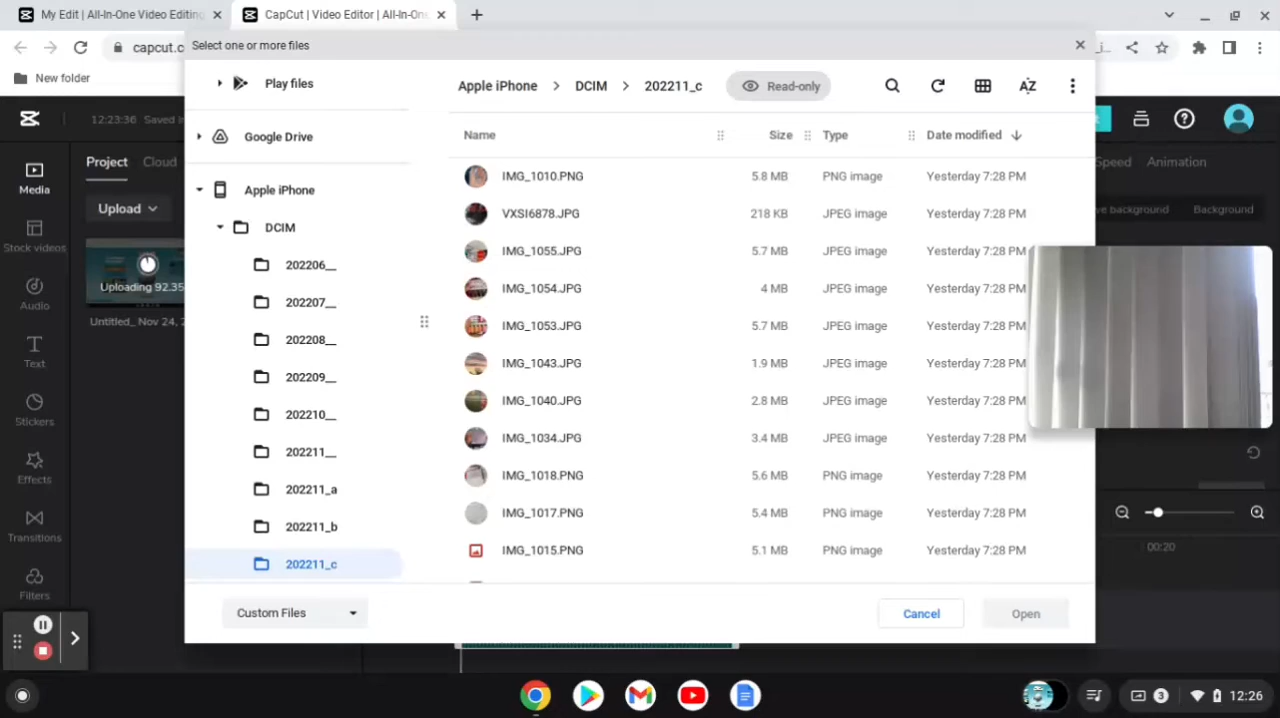 My Edit | All-In-One Video Editing
CapCut | Video Editor | All-In-One
capcut.c
New folder
Select one or more files
Play files
Google Drive
Apple iPhone
DCIM
202206__
202207__
202208__
202209__
202210__
202211__
202211_a
202211_b
202211_c
Apple iPhone
DCIM
202211_c
Read-only
AZ
Name
Size
Type
Date modified
IMG_1010.PNG 5.8 MB PNG image Yesterday 7:28 PM
VXSI6878.JPG 218 KB JPEG image Yesterday 7:28 PM
IMG_1055.JPG 5.7 MB JPEG image Yesterday 7:28 PM
IMG_1054.JPG 4 MB JPEG image Yesterday 7:28 PM
IMG_1053.JPG 5.7 MB JPEG image Yesterday 7:28 PM
IMG_1043.JPG 1.9 MB JPEG image Yesterday 7:28 PM
IMG_1040.JPG 2.8 MB JPEG image Yesterday 7:28 PM
IMG_1034.JPG 3.4 MB JPEG image Yesterday 7:28 PM
IMG_1018.PNG 5.6 MB PNG image Yesterday 7:28 PM
IMG_1017.PNG 5.4 MB PNG image Yesterday 7:28 PM
IMG_1015.PNG 5.1 MB PNG image Yesterday 7:28 PM
Custom Files
Cancel
Open
12:23:36 Saved
Media
Stock videos
Audio
Text
Stickers
Effects
Transitions
Filters
Project
Cloud
Upload
Uploading 92.35
Untitled_ Nov 24, 2
Speed
Animation
background
Background
00:20
3
12:26